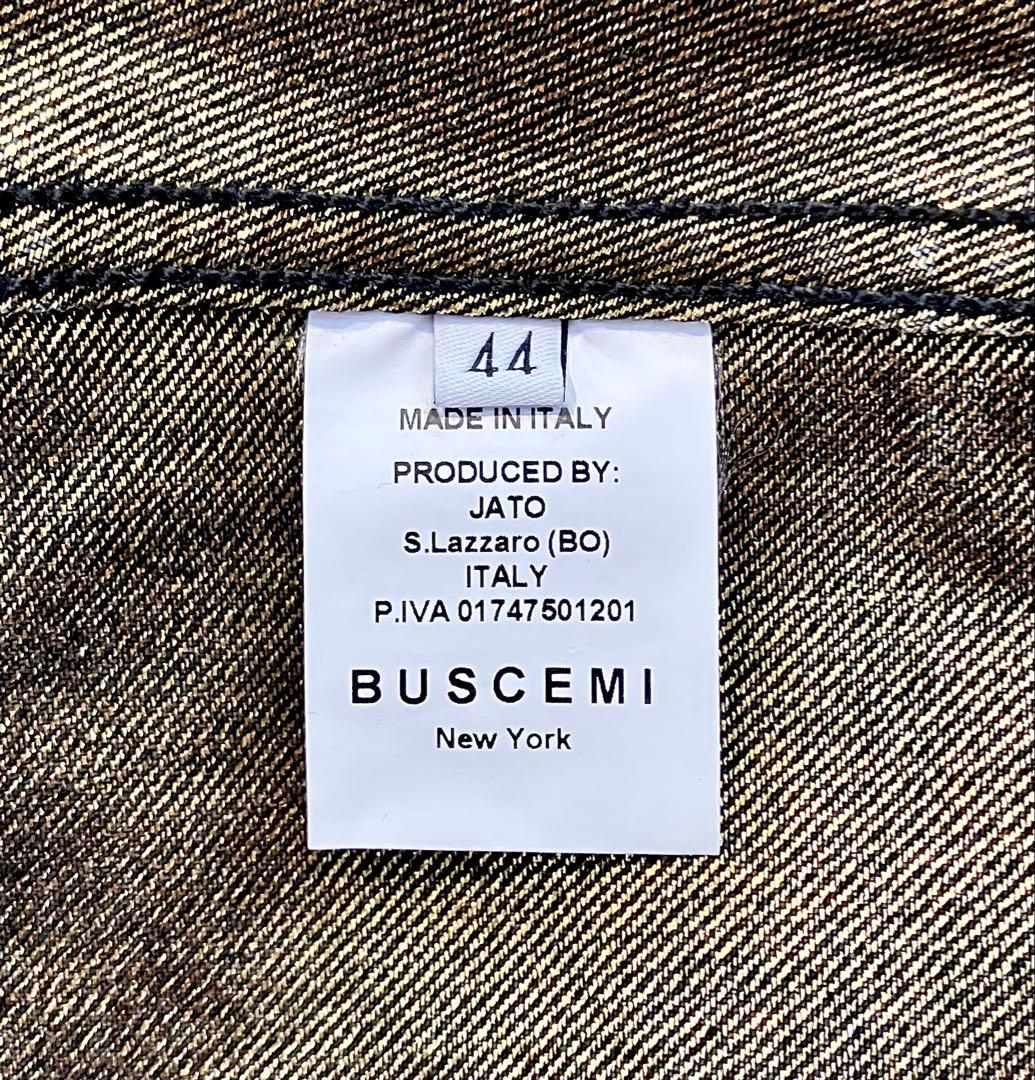 44
MADE IN ITALY
PRODUCED BY:
JATO
S.Lazzaro (BO)
ITALY
P.IVA 01747501201
BUSCEMI
New York